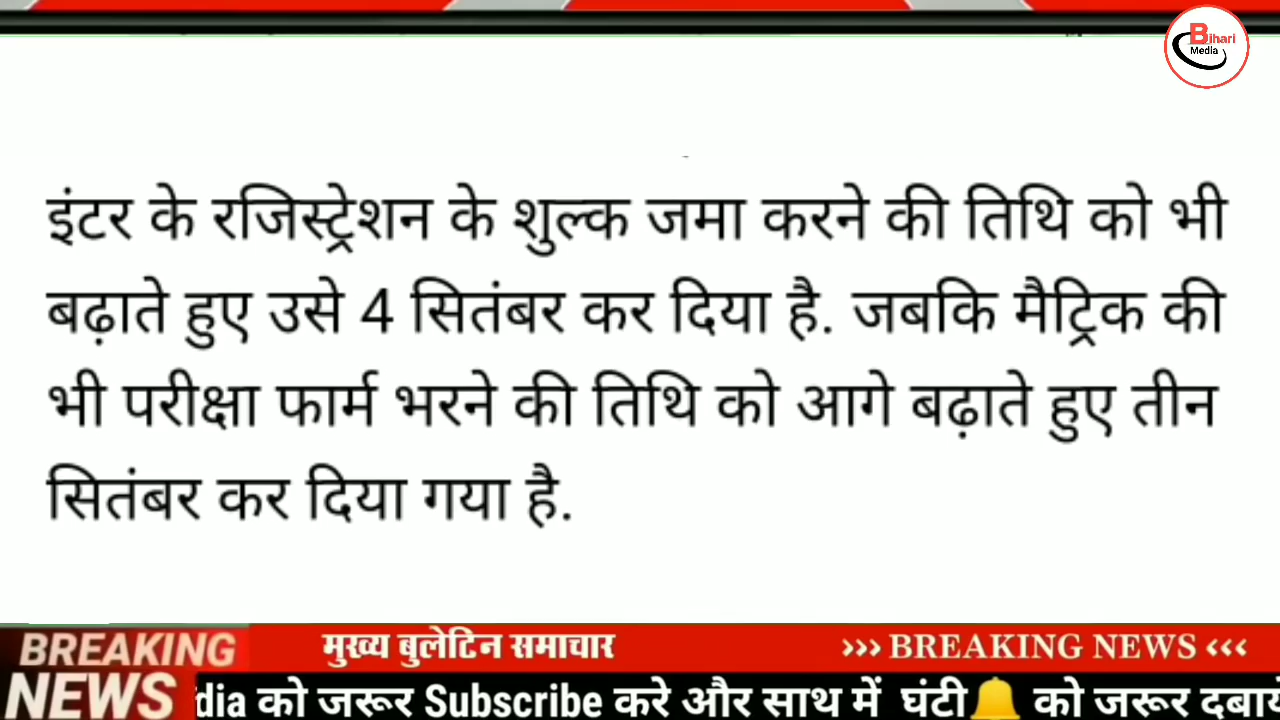 Bihari
Media
इंटर के रजिस्ट्रेशन के शुल्क जमा करने की तिथि को भी
बढ़ाते हुए उसे 4 सितंबर कर दिया है. जबकि मैट्रिक की
भी परीक्षा फार्म भरने की तिथि को आगे बढ़ाते हुए तीन
सितंबर कर दिया गया है.
BREAKING
NEWS
मुख्य बुलेटिन समाचार
››› BREAKING NEWS ‹‹‹
dia को जरूर Subscribe करे और साथ में घंटी🔔 को जरूर दबाये